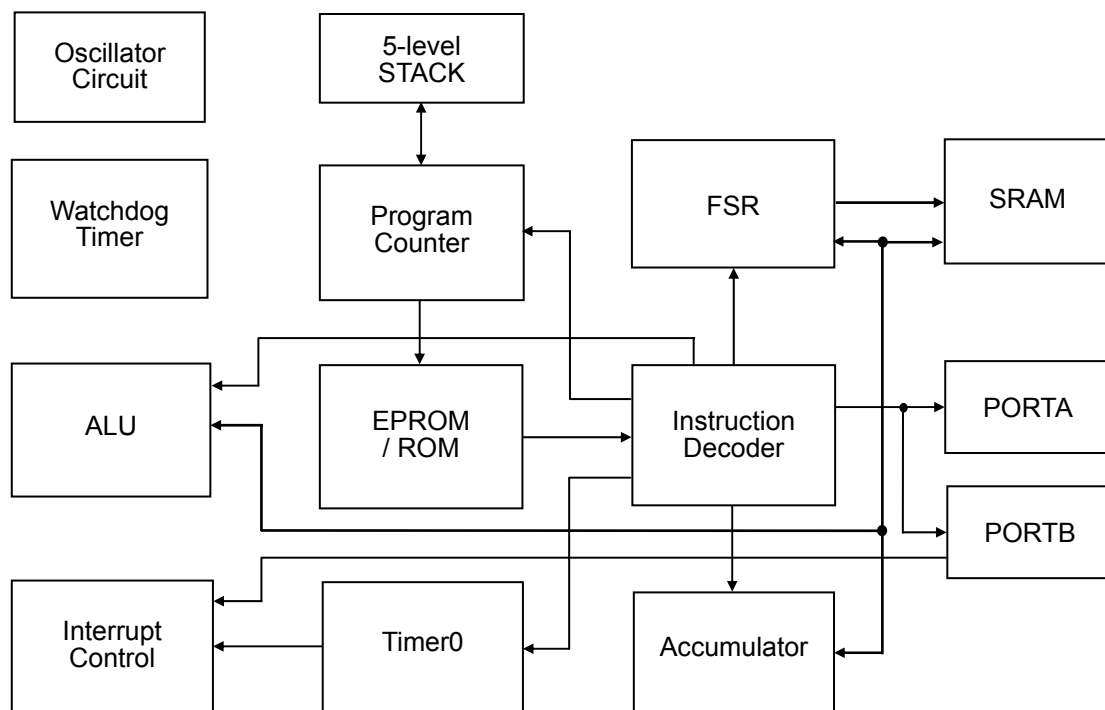 Oscillator
Circuit
5-level
STACK
Watchdog
Timer
Program
Counter
FSR
SRAM
ALU
EPROM
/ ROM
Instruction
Decoder
PORTA
PORTB
Interrupt
Control
Timer0
Accumulator